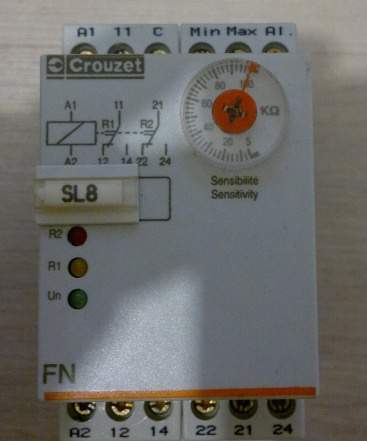 A1 11 C Min Max Al.
Crouzet
A1 11 21
R1 R2
A2 12 14 22 24
80 100
60 KΩ
40
20 5
Sensibilité
Sensitivity
SL8
R2
R1
Un
FN
A2 12 14 22 21 24